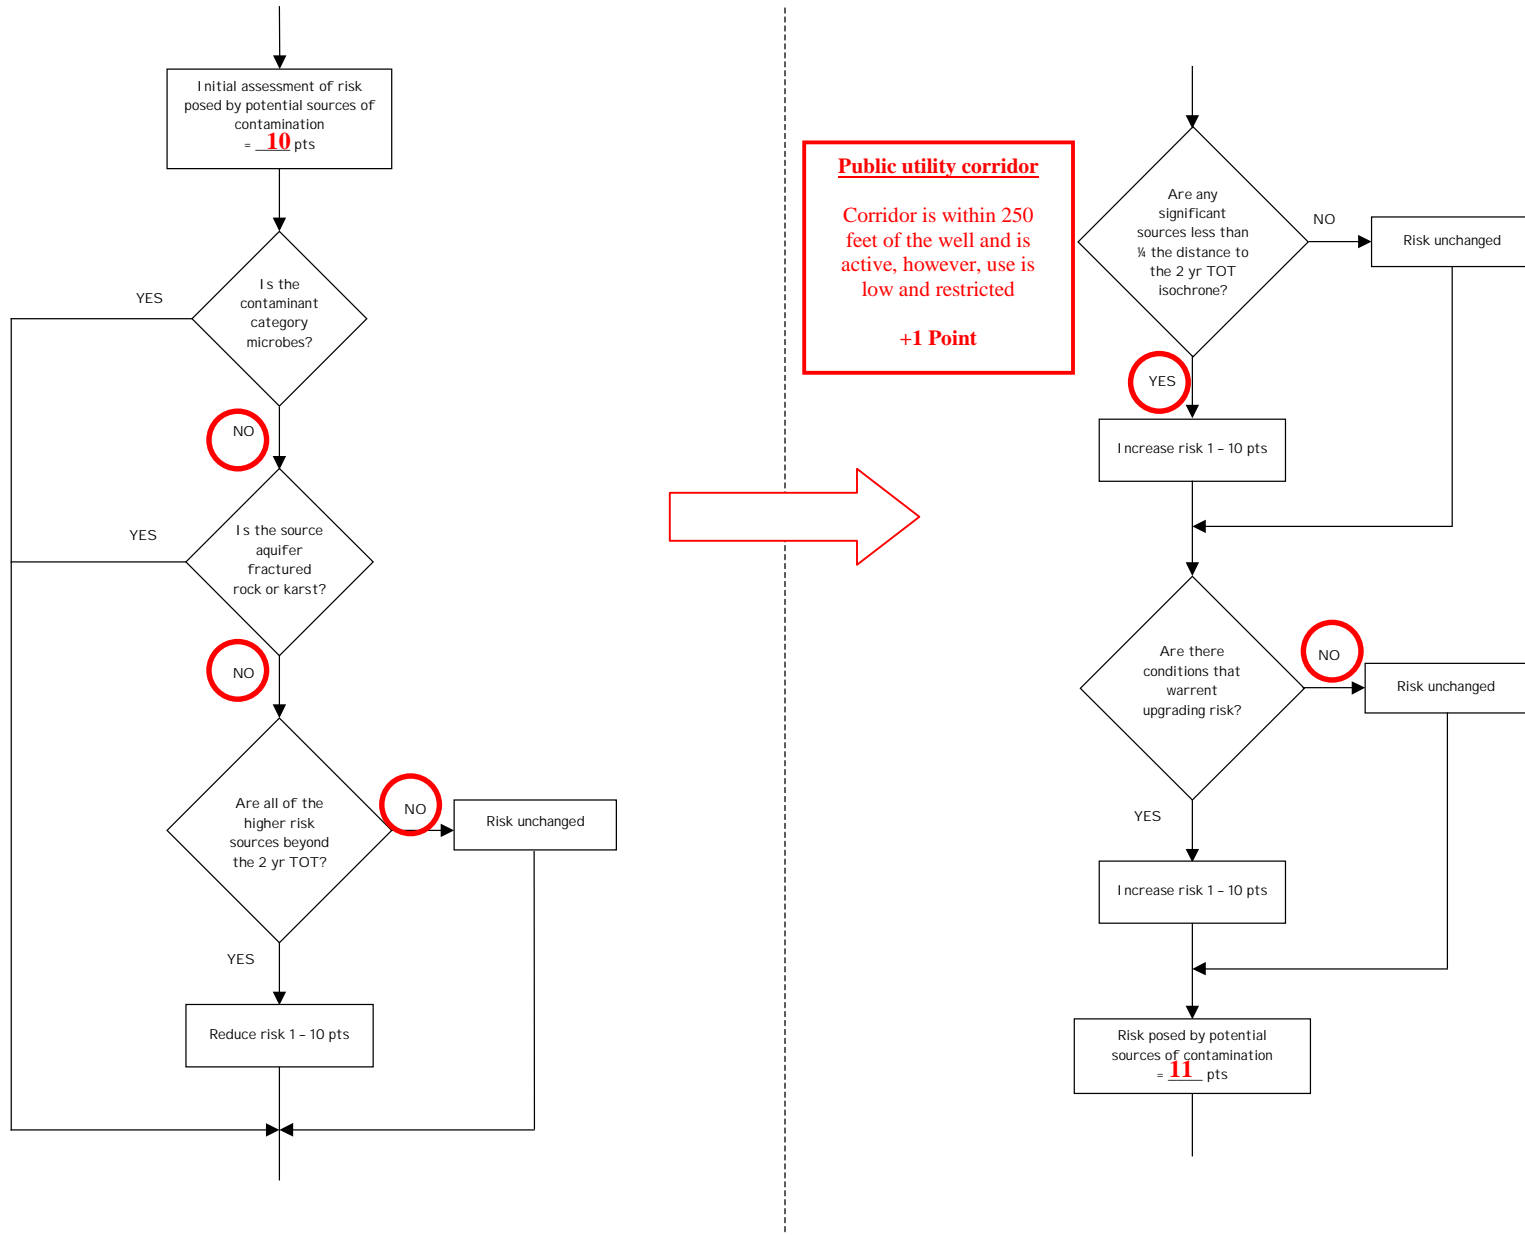 Initial assessment of risk
posed by potential sources of
contamination
= 10 pts
Is the
contaminant
category
microbes?
YES
NO
Is the source
aquifer
fractured
rock or karst?
YES
NO
Are all of the
higher risk
sources beyond
the 2 yr TOT?
NO
Risk unchanged
YES
Reduce risk 1 – 10 pts
Public utility corridor
Corridor is within 250
feet of the well and is
active, however, use is
low and restricted
+1 Point
Are any
significant
sources less than
¼ the distance to
the 2 yr TOT
isochrone?
NO
Risk unchanged
YES
Increase risk 1 – 10 pts
Are there
conditions that
warrent
upgrading risk?
NO
Risk unchanged
YES
Increase risk 1 – 10 pts
Risk posed by potential
sources of contamination
= 11 pts